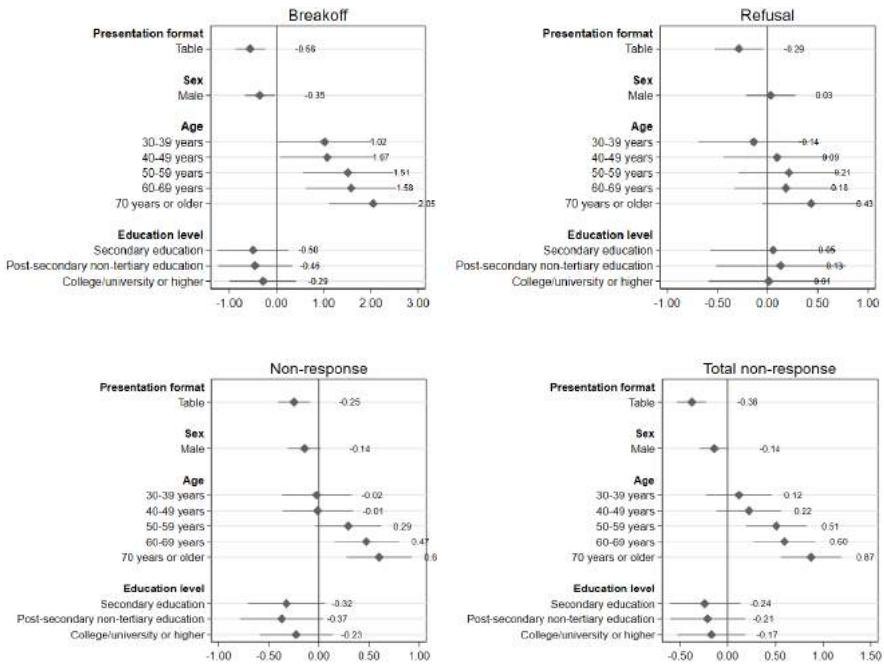 Breakoff
Presentation format
Table -0.56
Sex
Male -0.35
Age
30-39 years 1.02
40-49 years 1.07
50-59 years 1.51
60-69 years 1.58
70 years or older 2.05
Education level
Secondary education -0.50
Post-secondary non-tertiary education -0.46
College/university or higher -0.29
-1.00 0.00 1.00 2.00 3.00
Refusal
Presentation format
Table -0.29
Sex
Male 0.03
Age
30-39 years -0.14
40-49 years 0.09
50-59 years 0.21
60-69 years 0.18
70 years or older 0.43
Education level
Secondary education 0.05
Post-secondary non-tertiary education 0.13
College/university or higher 0.01
-1.00 -0.50 0.00 0.50 1.00
Non-response
Presentation format
Table -0.25
Sex
Male -0.14
Age
30-39 years -0.02
40-49 years -0.01
50-59 years 0.29
60-69 years 0.47
70 years or older 0.6
Education level
Secondary education -0.32
Post-secondary non-tertiary education -0.37
College/university or higher -0.23
-1.00 -0.50 0.00 0.50 1.00
Total non-response
Presentation format
Table -0.36
Sex
Male -0.14
Age
30-39 years 0.12
40-49 years 0.22
50-59 years 0.51
60-69 years 0.60
70 years or older 0.87
Education level
Secondary education -0.24
Post-secondary non-tertiary education -0.21
College/university or higher -0.17
-0.50 0.00 0.50 1.00 1.50